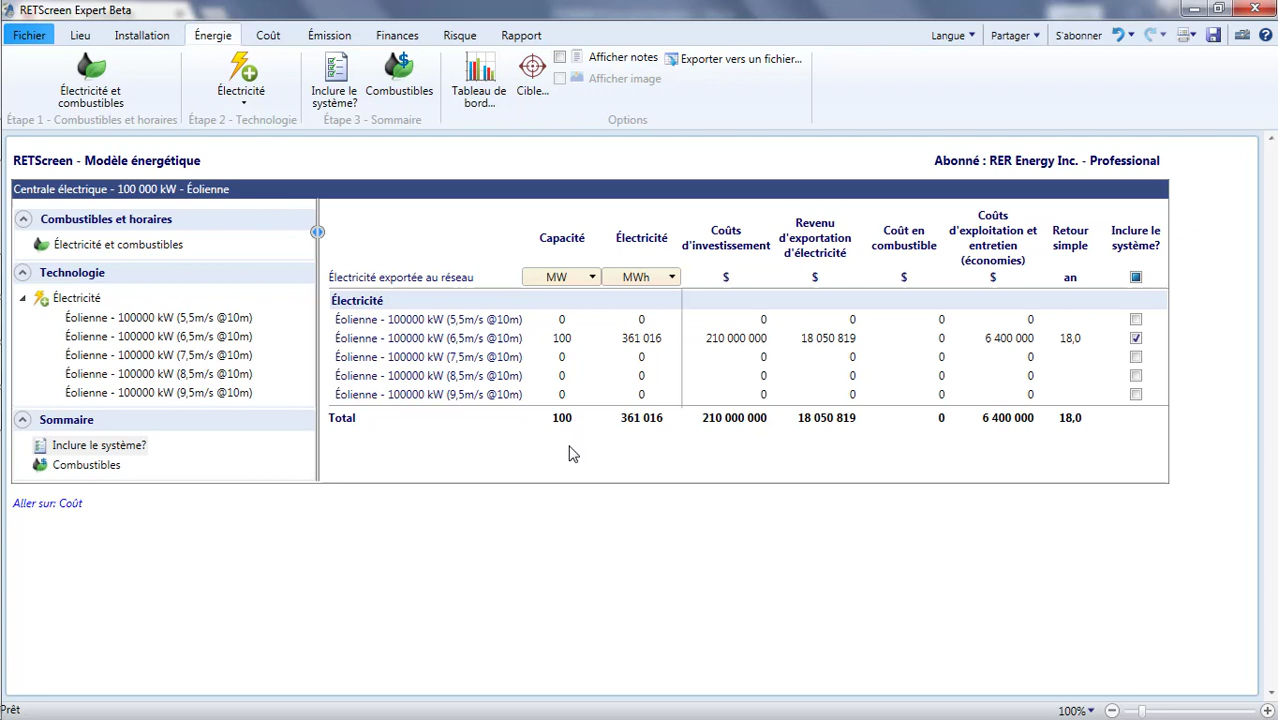 RETScreen Expert Beta
Fichier Lieu Installation Énergie Coût Émission Finances Risque Rapport Langue Partager S'abonner
Électricité et combustibles
Étape 1 - Combustibles et horaires
Électricité
Étape 2 - Technologie
Inclure le système?
Combustibles
Étape 3 - Sommaire
Tableau de bord...
Cible...
Afficher notes
Afficher image
Exporter vers un fichier...
Options
RETScreen - Modèle énergétique
Abonné : RER Energy Inc. - Professional
Centrale électrique - 100 000 kW - Éolienne
Combustibles et horaires
Électricité et combustibles
Technologie
Électricité
Éolienne - 100000 kW (5,5m/s @10m)
Éolienne - 100000 kW (6,5m/s @10m)
Éolienne - 100000 kW (7,5m/s @10m)
Éolienne - 100000 kW (8,5m/s @10m)
Éolienne - 100000 kW (9,5m/s @10m)
Sommaire
Inclure le système?
Combustibles
Capacité
Électricité
Coûts d'investissement
Revenu d'exportation d'électricité
Coût en combustible
Coûts d'exploitation et entretien (économies)
Retour simple
Inclure le système?
Électricité exportée au réseau MW MWh $ $ $ $ an
Électricité
Éolienne - 100000 kW (5,5m/s @10m) 0 0 0 0 0 0
Éolienne - 100000 kW (6,5m/s @10m) 100 361 016 210 000 000 18 050 819 0 6 400 000 18,0
Éolienne - 100000 kW (7,5m/s @10m) 0 0 0 0 0 0
Éolienne - 100000 kW (8,5m/s @10m) 0 0 0 0 0 0
Éolienne - 100000 kW (9,5m/s @10m) 0 0 0 0 0 0
Total 100 361 016 210 000 000 18 050 819 0 6 400 000 18,0
Aller sur: Coût
Prêt
100%